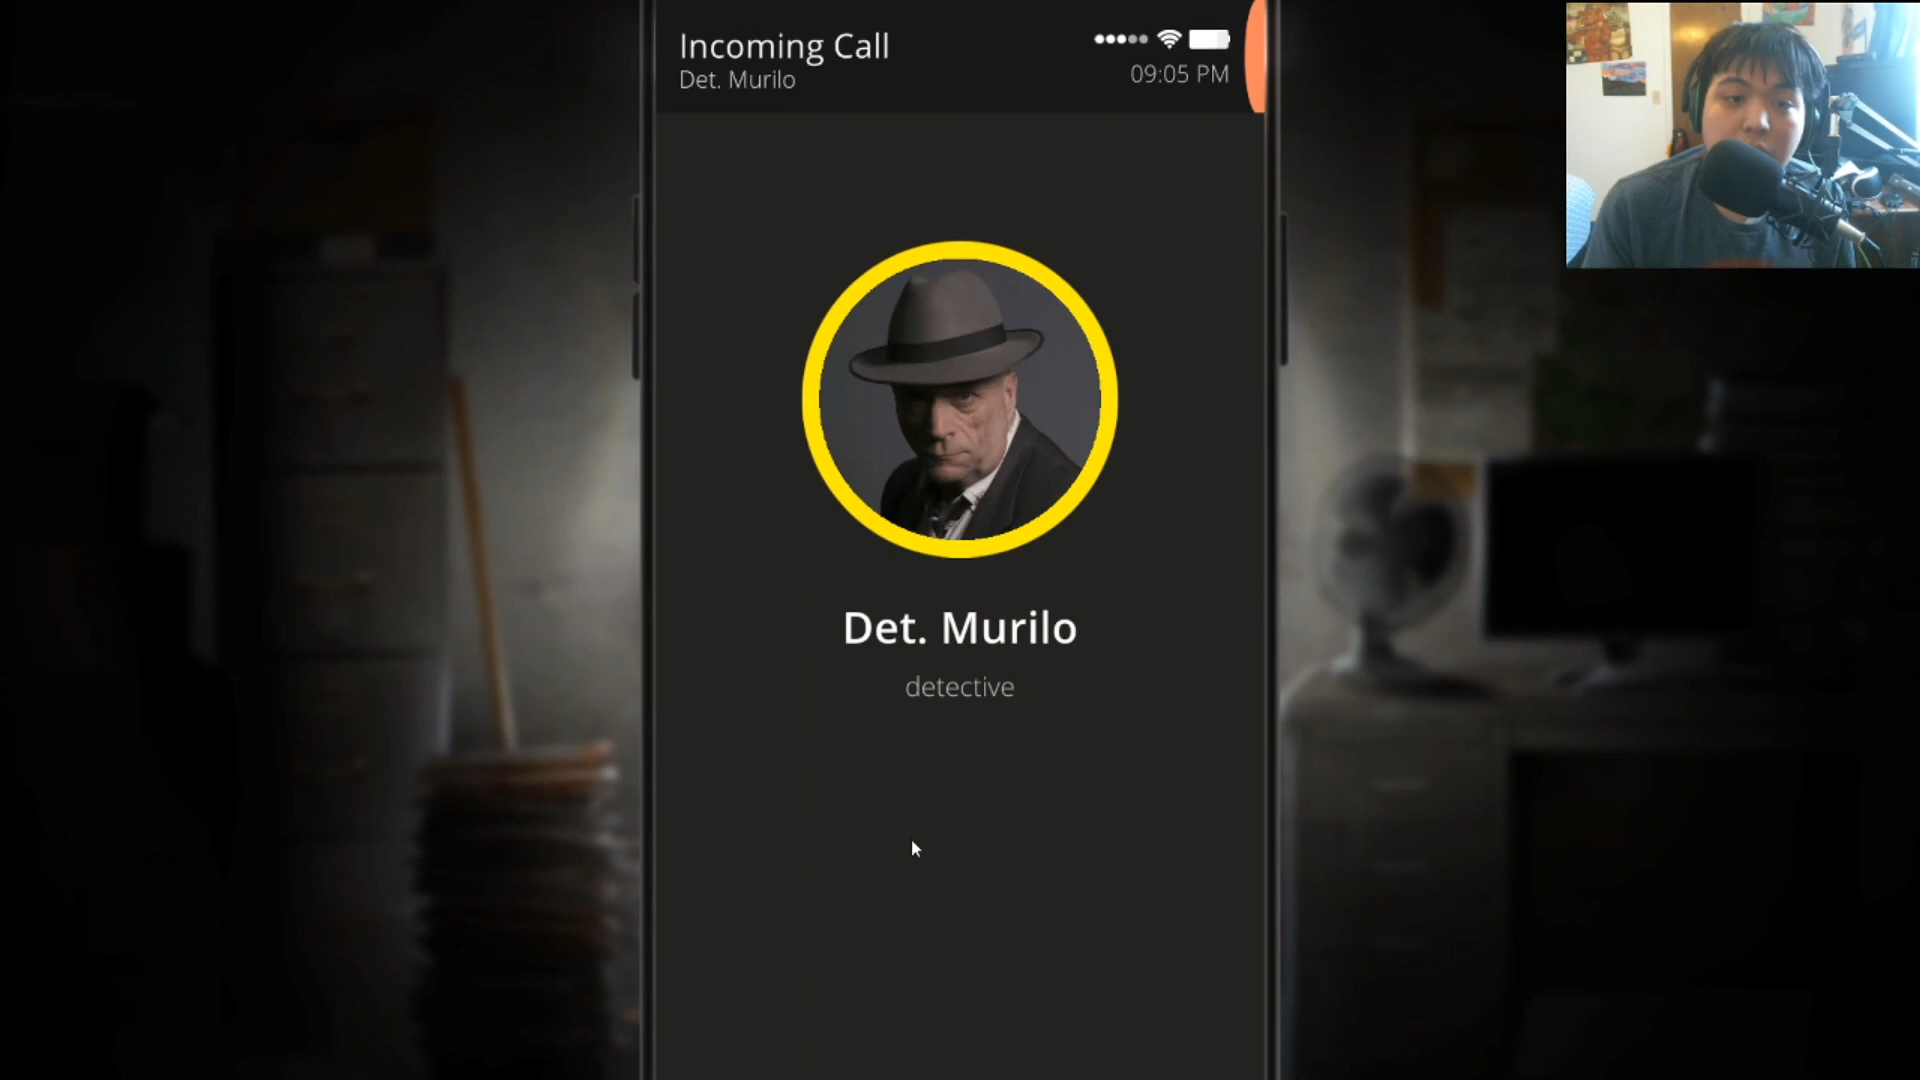 Incoming Call
Det. Murilo
09:05 PM
Det. Murilo
detective